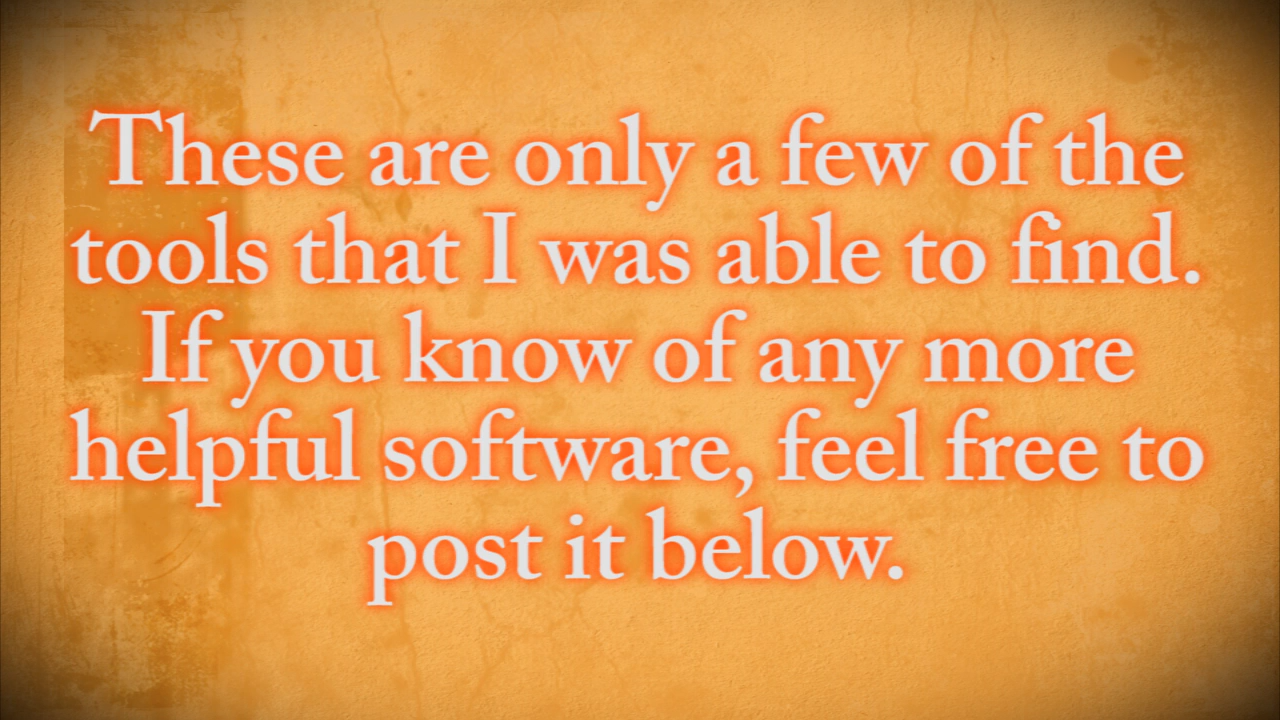 These are only a few of the
tools that I was able to find.
If you know of any more
helpful software, feel free to
post it below.